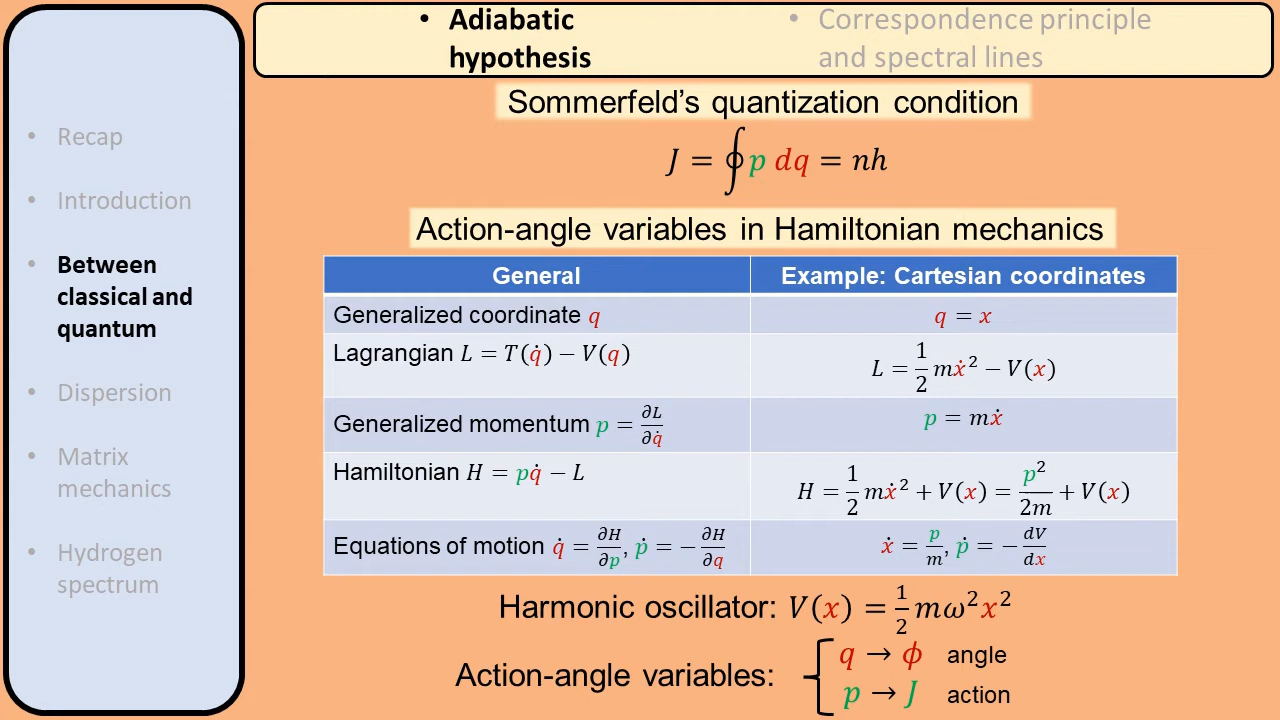 • Adiabatic
hypothesis
• Correspondence principle
and spectral lines
• Recap
• Introduction
• Between
classical and
quantum
• Dispersion
• Matrix
mechanics
• Hydrogen
spectrum
Sommerfeld's quantization condition
J = ∮ p dq = nh
Action-angle variables in Hamiltonian mechanics
General | Example: Cartesian coordinates
Generalized coordinate q | q = x
Lagrangian L = T(q̇) − V(q) | L = 1/2 mẋ² − V(x)
Generalized momentum p = ∂L/∂q̇ | p = mẋ
Hamiltonian H = pq̇ − L | H = 1/2 mẋ² + V(x) = p²/2m + V(x)
Equations of motion q̇ = ∂H/∂p, ṗ = −∂H/∂q | ẋ = p/m, ṗ = −dV/dx
Harmonic oscillator: V(x) = 1/2 mω²x²
Action-angle variables: { q → ϕ angle
p → J action